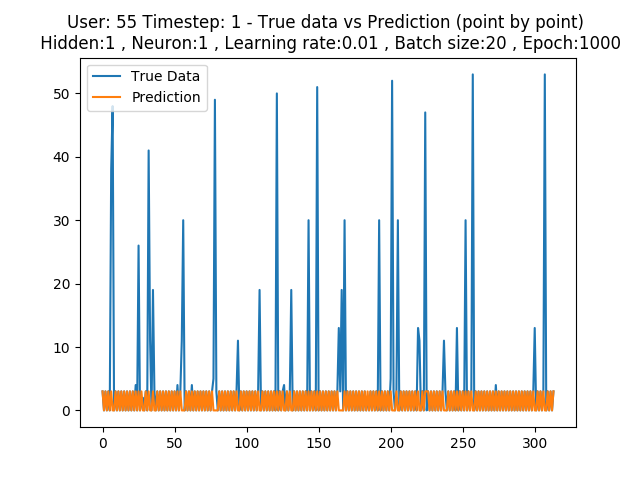 User: 55 Timestep: 1 - True data vs Prediction (point by point)
Hidden:1 , Neuron:1 , Learning rate:0.01 , Batch size:20 , Epoch:1000
True Data
Prediction
50
40
30
20
10
0
0 50 100 150 200 250 300